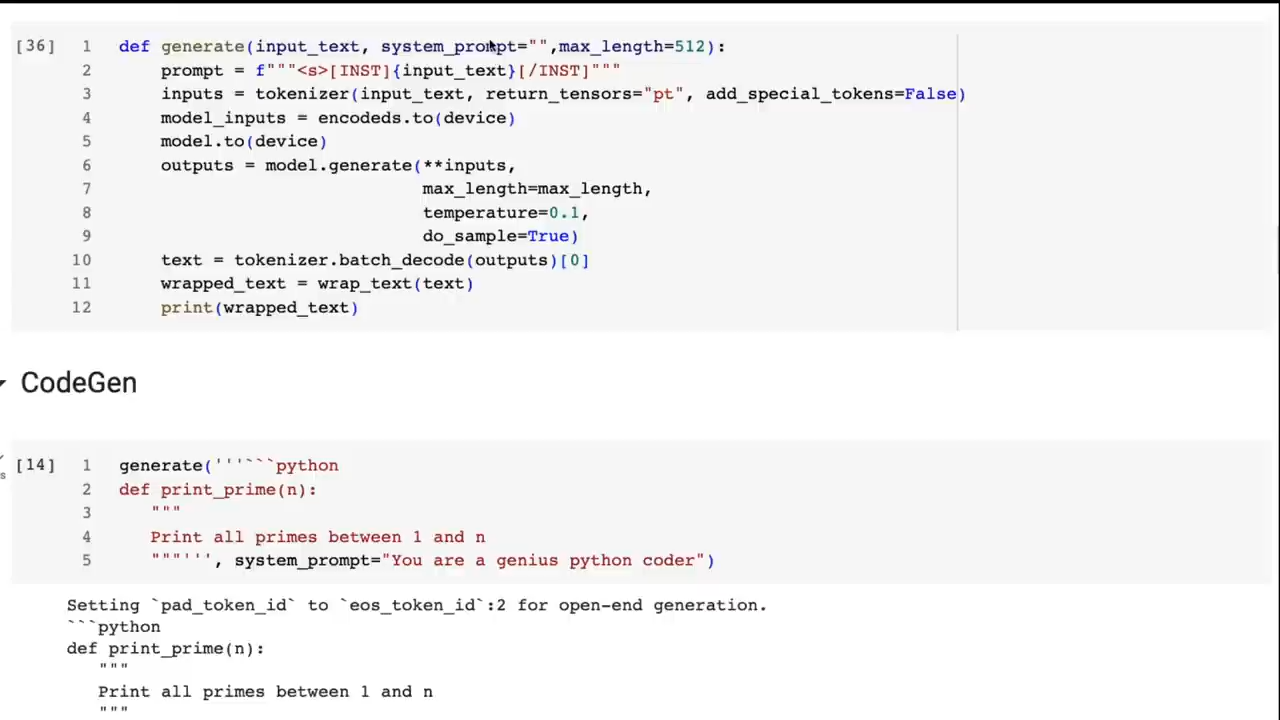 [36] 1 def generate(input_text, system_prompt="",max_length=512):
2 prompt = f"""<s>[INST]{input_text}[/INST]"""
3 inputs = tokenizer(input_text, return_tensors="pt", add_special_tokens=False)
4 model_inputs = encodeds.to(device)
5 model.to(device)
6 outputs = model.generate(**inputs,
7 max_length=max_length,
8 temperature=0.1,
9 do_sample=True)
10 text = tokenizer.batch_decode(outputs)[0]
11 wrapped_text = wrap_text(text)
12 print(wrapped_text)
CodeGen
[14] 1 generate('''```python
s 2 def print_prime(n):
3 """
4 Print all primes between 1 and n
5 """''', system_prompt="You are a genius python coder")
Setting `pad_token_id` to `eos_token_id`:2 for open-end generation.
```python
def print_prime(n):
"""
Print all primes between 1 and n
"""